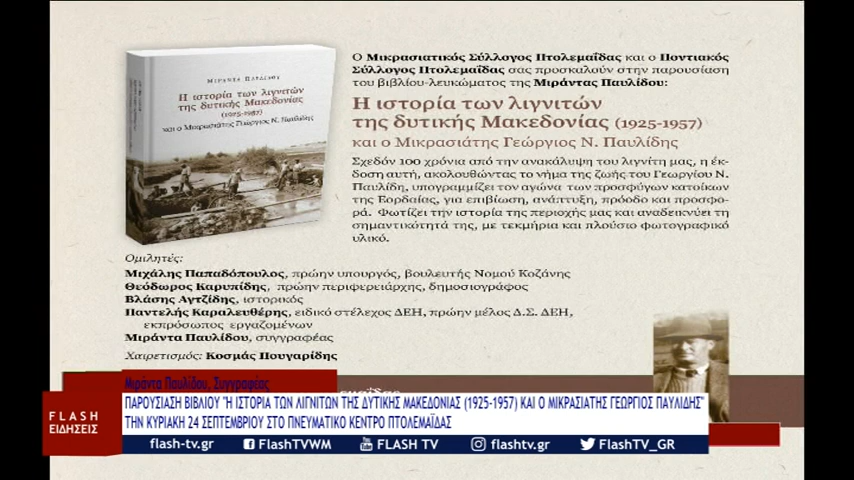 Ο Μικρασιατικός Σύλλογος Πτολεμαΐδας και ο Ποντιακός
Σύλλογος Πτολεμαΐδας σας προσκαλούν στην παρουσίαση
του βιβλίου-λευκώματος της Μιράντας Παυλίδου:
Η ιστορία των λιγνιτών
της δυτικής Μακεδονίας (1925-1957)
και ο Μικρασιάτης Γεώργιος Ν. Παυλίδης
Σχεδόν 100 χρόνια από την ανακάλυψη του λιγνίτη μας, η έκ-
δοση αυτή, ακολουθώντας το νήμα της ζωής του Γεωργίου Ν.
Παυλίδη, υπογραμμίζει τον αγώνα των προσφύγων κατοίκων
της Εορδαίας, για επιβίωση, ανάπτυξη, πρόοδο και προσφο-
ρά. Φωτίζει την ιστορία της περιοχής μας και αναδεικνύει τη
σημαντικότητά της, με τεκμήρια και πλούσιο φωτογραφικό
υλικό.
Μιράντα Παυλίδου
Η ιστορία των λιγνιτών
της δυτικής Μακεδονίας
(1925-1957)
και ο Μικρασιάτης Γεώργιος Ν. Παυλίδης
Ομιλητές:
Μιχάλης Παπαδόπουλος, πρώην υπουργός, βουλευτής Νομού Κοζάνης
Θεόδωρος Καρυπίδης, πρώην περιφερειάρχης, δημοσιογράφος
Βλάσης Αγτζίδης, ιστορικός
Παντελής Καραλευθέρης, ειδικό στέλεχος ΔΕΗ, πρώην μέλος Δ.Σ. ΔΕΗ,
εκπρόσωπος εργαζομένων
Μιράντα Παυλίδου, συγγραφέας
Χαιρετισμός: Κοσμάς Πουγαρίδης
Μιράντα Παυλίδου, Συγγραφέας
FLASH
ΕΙΔΗΣΕΙΣ
ΠΑΡΟΥΣΙΑΣΗ ΒΙΒΛΙΟΥ "Η ΙΣΤΟΡΙΑ ΤΩΝ ΛΙΓΝΙΤΩΝ ΤΗΣ ΔΥΤΙΚΗΣ ΜΑΚΕΔΟΝΙΑΣ (1925-1957) ΚΑΙ Ο ΜΙΚΡΑΣΙΑΤΗΣ ΓΕΩΡΓΙΟΣ ΠΑΥΛΙΔΗΣ"
ΤΗΝ ΚΥΡΙΑΚΗ 24 ΣΕΠΤΕΜΒΡΙΟΥ ΣΤΟ ΠΝΕΥΜΑΤΙΚΟ ΚΕΝΤΡΟ ΠΤΟΛΕΜΑΪΔΑΣ
flash-tv.gr FlashTVWM FLASH TV flashtv.gr FlashTV_GR